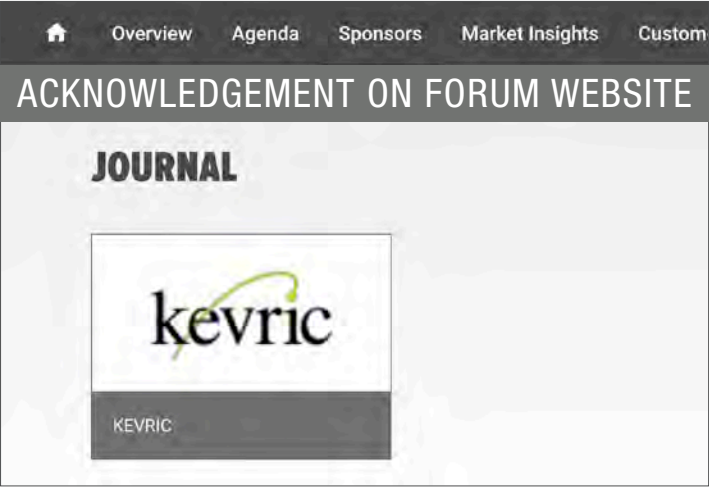 Overview Agenda Sponsors Market Insights Custom
ACKNOWLEDGEMENT ON FORUM WEBSITE
JOURNAL
kevric
KEVRIC